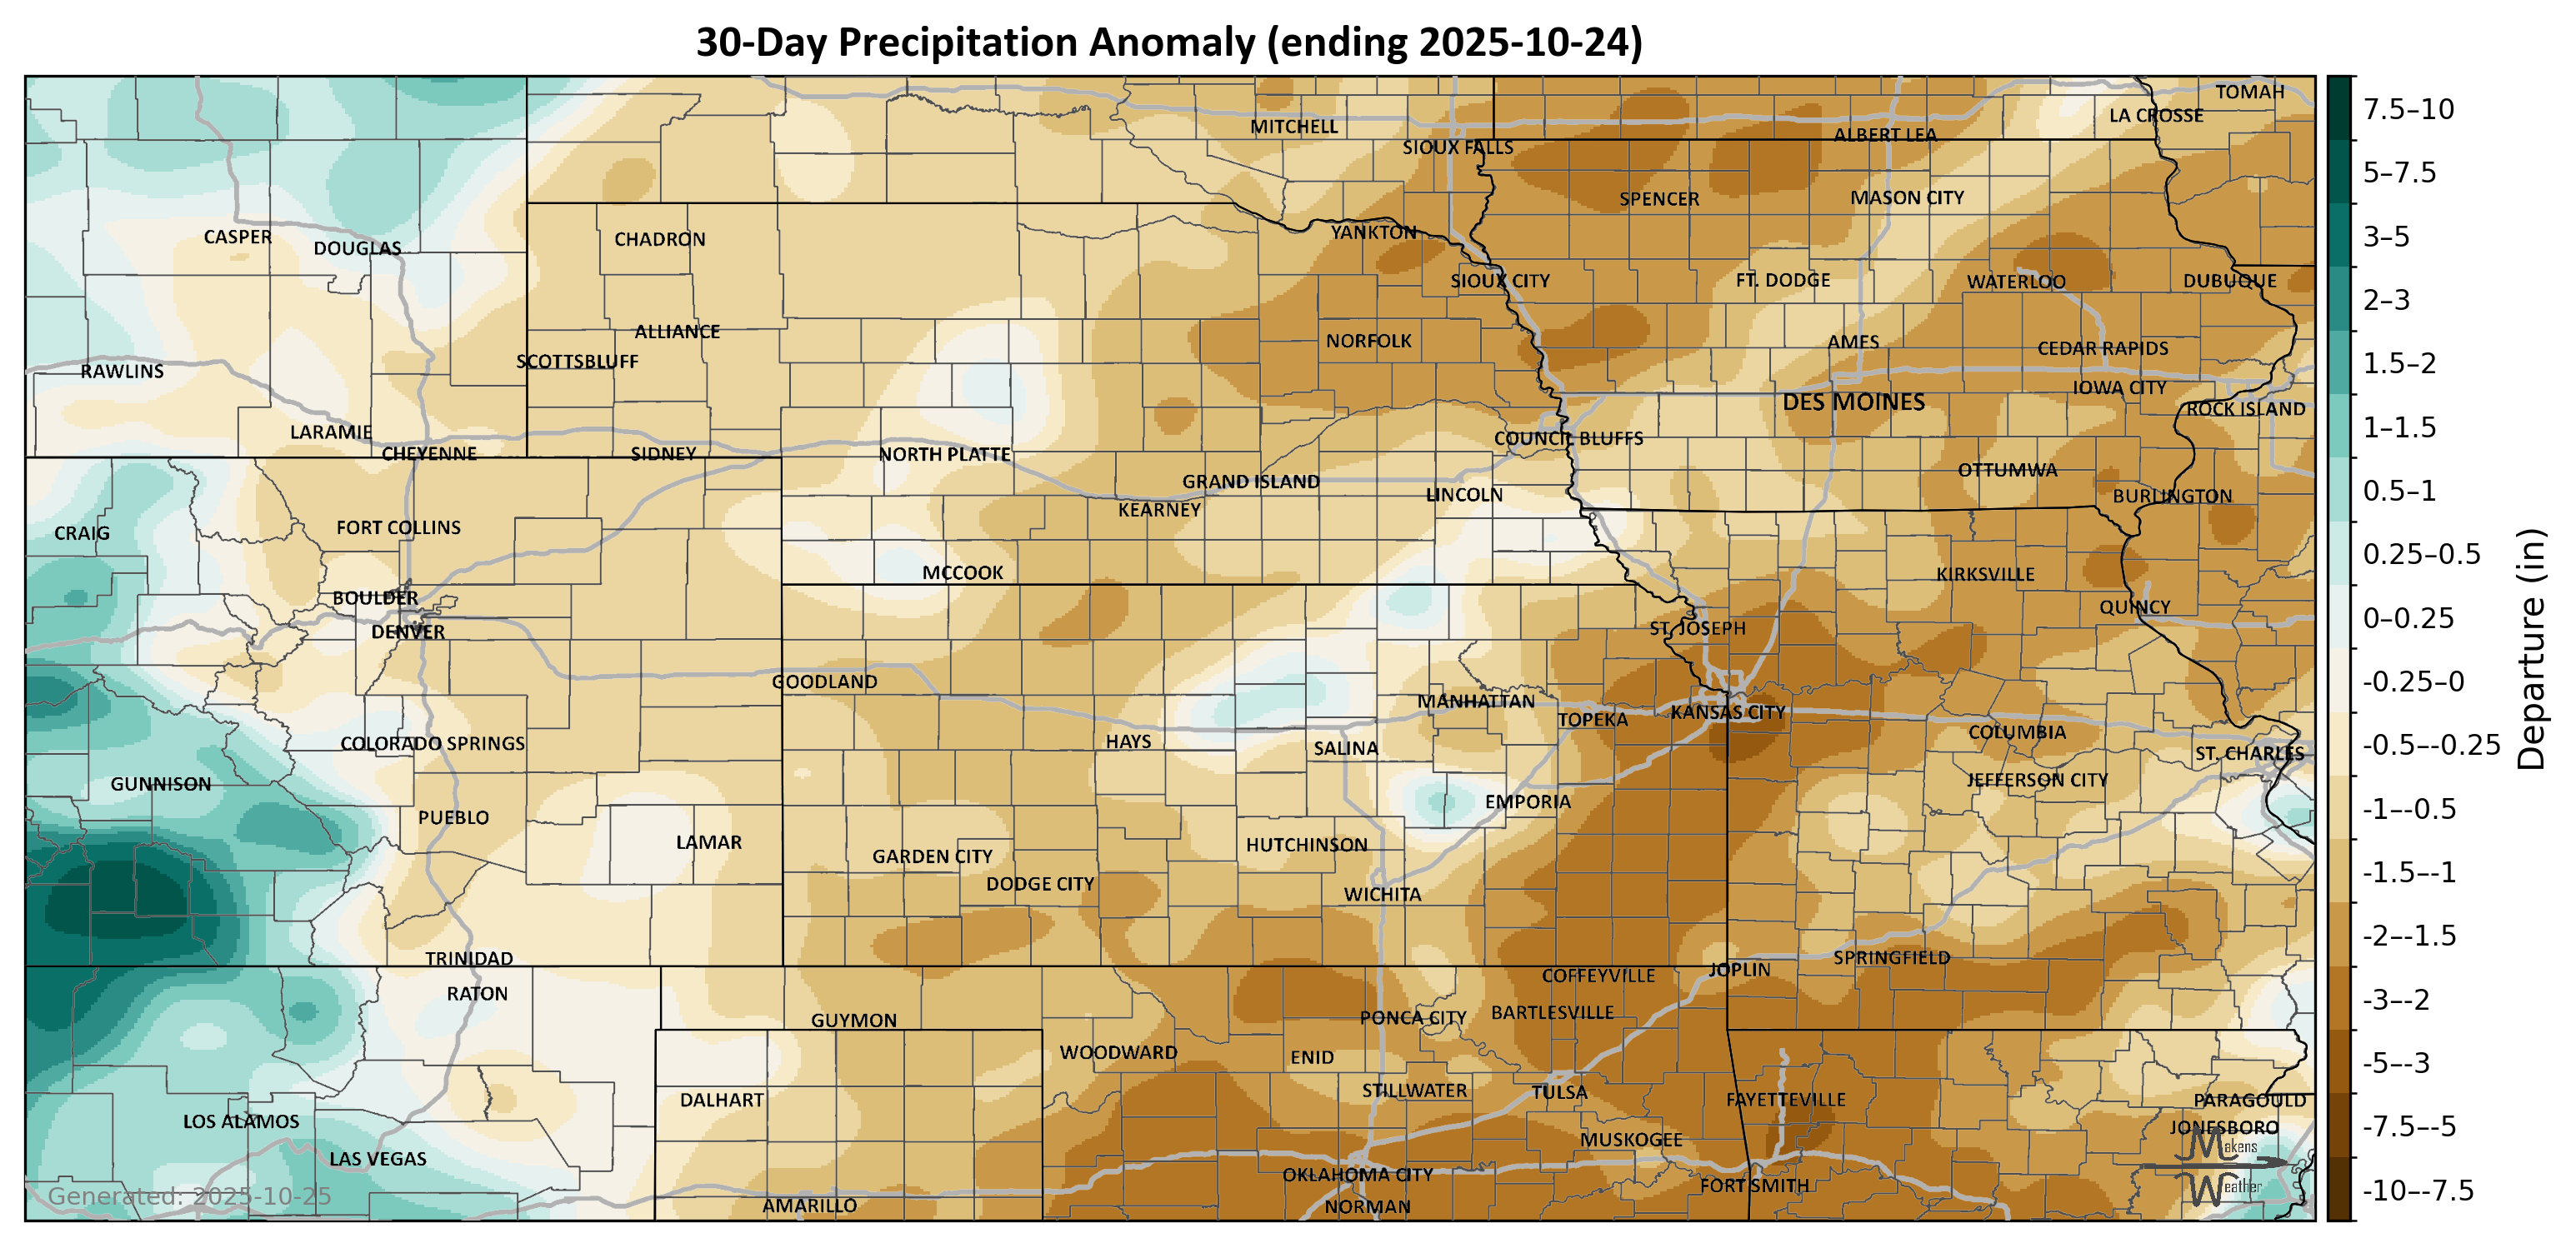 30-Day Precipitation Anomaly (ending 2025-10-24)
TOMAH
LA CROSSE
MITCHELL
ALBERT LEA
SIOUX FALLS
SPENCER
MASON CITY
CASPER
DOUGLAS
CHADRON
YANKTON
SIOUX CITY
FT. DODGE
WATERLOO
DUBUQUE
ALLIANCE
NORFOLK
AMES
CEDAR RAPIDS
SCOTTSBLUFF
RAWLINS
IOWA CITY
DES MOINES
ROCK ISLAND
LARAMIE
CHEYENNE
SIDNEY
NORTH PLATTE
COUNCIL BLUFFS
OTTUMWA
GRAND ISLAND
LINCOLN
BURLINGTON
KEARNEY
CRAIG
FORT COLLINS
MCCOOK
KIRKSVILLE
BOULDER
QUINCY
DENVER
ST. JOSEPH
GOODLAND
MANHATTAN
TOPEKA
KANSAS CITY
COLUMBIA
COLORADO SPRINGS
HAYS
SALINA
ST. CHARLES
GUNNISON
JEFFERSON CITY
EMPORIA
PUEBLO
LAMAR
HUTCHINSON
GARDEN CITY
DODGE CITY
WICHITA
TRINIDAD
SPRINGFIELD
COFFEYVILLE
JOPLIN
RATON
GUYMON
PONCA CITY
BARTLESVILLE
WOODWARD
ENID
STILLWATER
TULSA
DALHART
FAYETTEVILLE
PARAGOULD
LOS ALAMOS
JONESBORO
MUSKOGEE
LAS VEGAS
OKLAHOMA CITY
FORT SMITH
AMARILLO
NORMAN
Generated: 2025-10-25
Makens
Weather
7.5–10
5–7.5
3–5
2–3
1.5–2
1–1.5
0.5–1
0.25–0.5
0–0.25
-0.25–0
-0.5–-0.25
-1–-0.5
-1.5–-1
-2–-1.5
-3–-2
-5–-3
-7.5–-5
-10–-7.5
Departure (in)